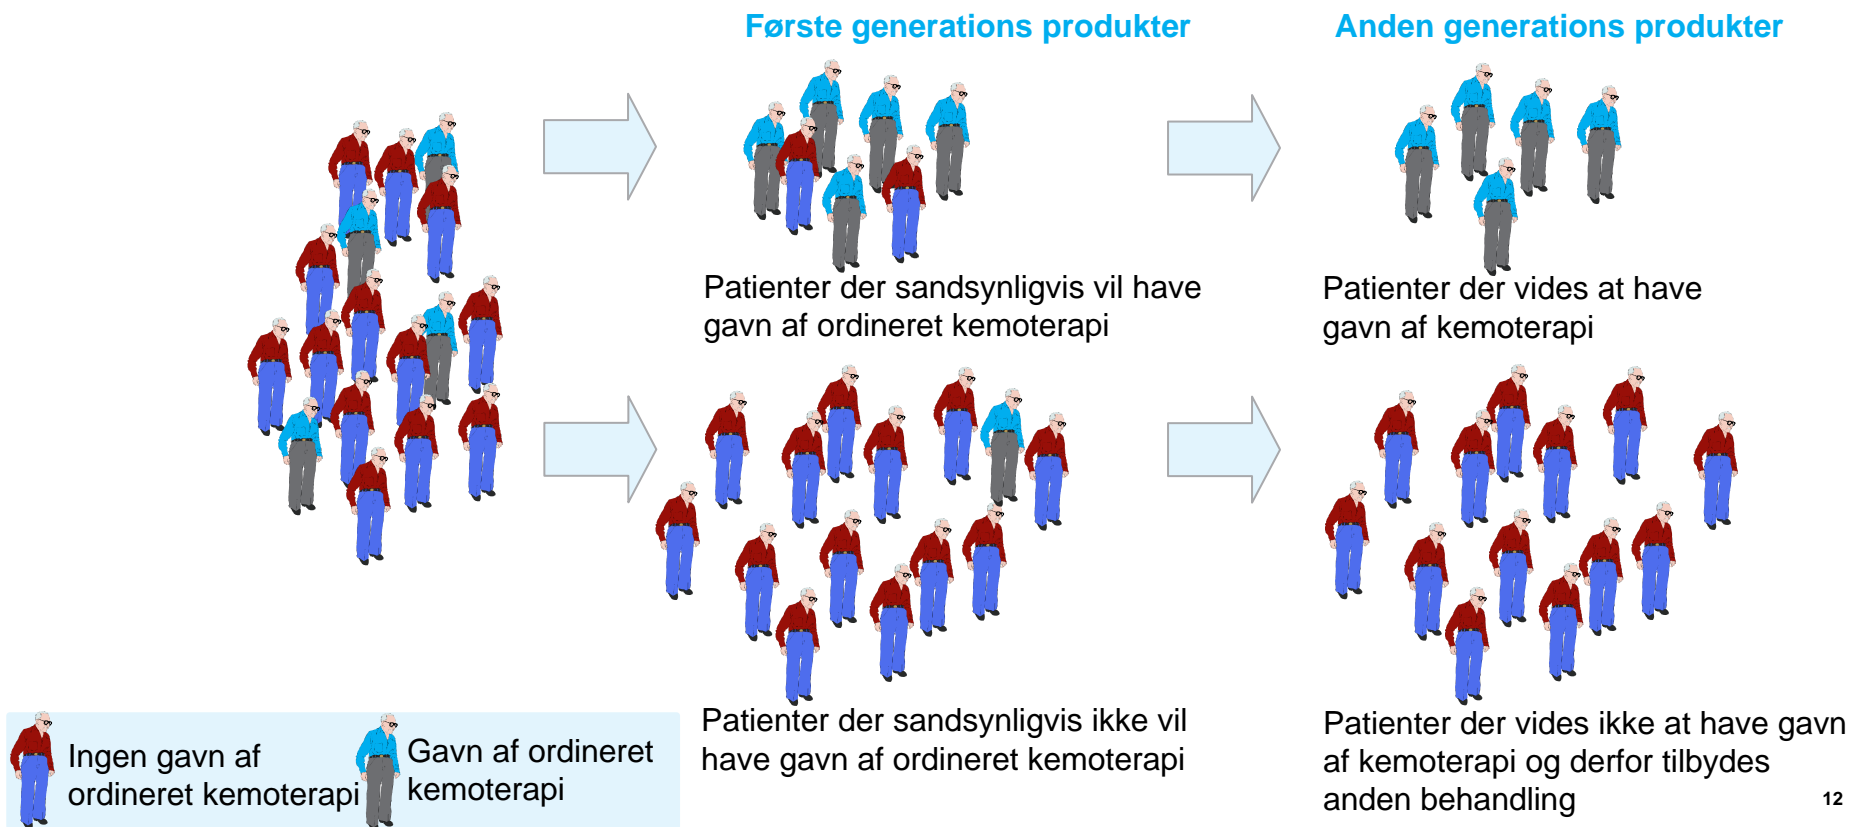 Første generations produkter
Anden generations produkter
Patienter der sandsynligvis vil have
gavn af ordineret kemoterapi
Patienter der vides at have
gavn af kemoterapi
Patienter der sandsynligvis ikke vil
have gavn af ordineret kemoterapi
Patienter der vides ikke at have gavn
af kemoterapi og derfor tilbydes
anden behandling
Ingen gavn af
ordineret kemoterapi
Gavn af ordineret
kemoterapi
12